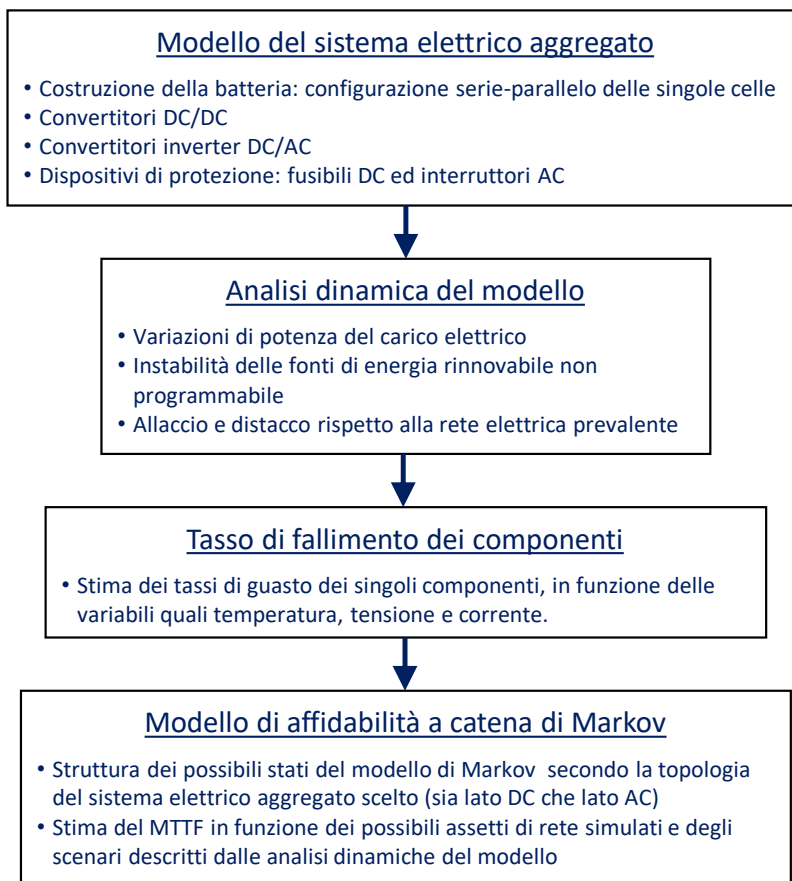 Modello del sistema elettrico aggregato
• Costruzione della batteria: configurazione serie-parallelo delle singole celle
• Convertitori DC/DC
• Convertitori inverter DC/AC
• Dispositivi di protezione: fusibili DC ed interruttori AC
Analisi dinamica del modello
• Variazioni di potenza del carico elettrico
• Instabilità delle fonti di energia rinnovabile non
programmabile
• Allaccio e distacco rispetto alla rete elettrica prevalente
Tasso di fallimento dei componenti
• Stima dei tassi di guasto dei singoli componenti, in funzione delle
variabili quali temperatura, tensione e corrente.
Modello di affidabilità a catena di Markov
• Struttura dei possibili stati del modello di Markov secondo la topologia
del sistema elettrico aggregato scelto (sia lato DC che lato AC)
• Stima del MTTF in funzione dei possibili assetti di rete simulati e degli
scenari descritti dalle analisi dinamiche del modello